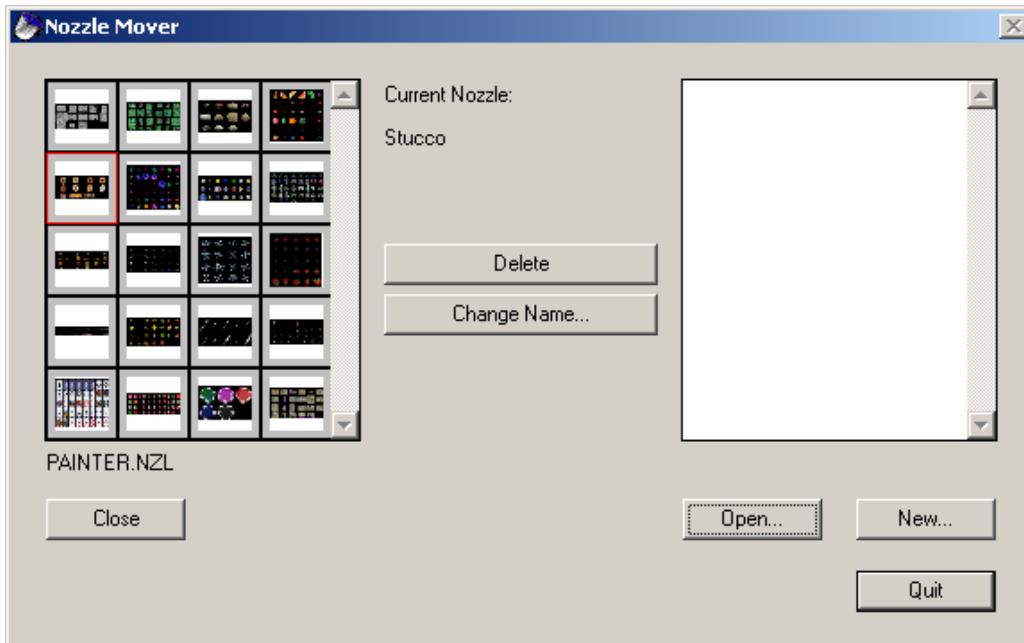 Nozzle Mover
Current Nozzle:
Stucco
Delete
Change Name...
PAINTER.NZL
Close
Open...
New...
Quit